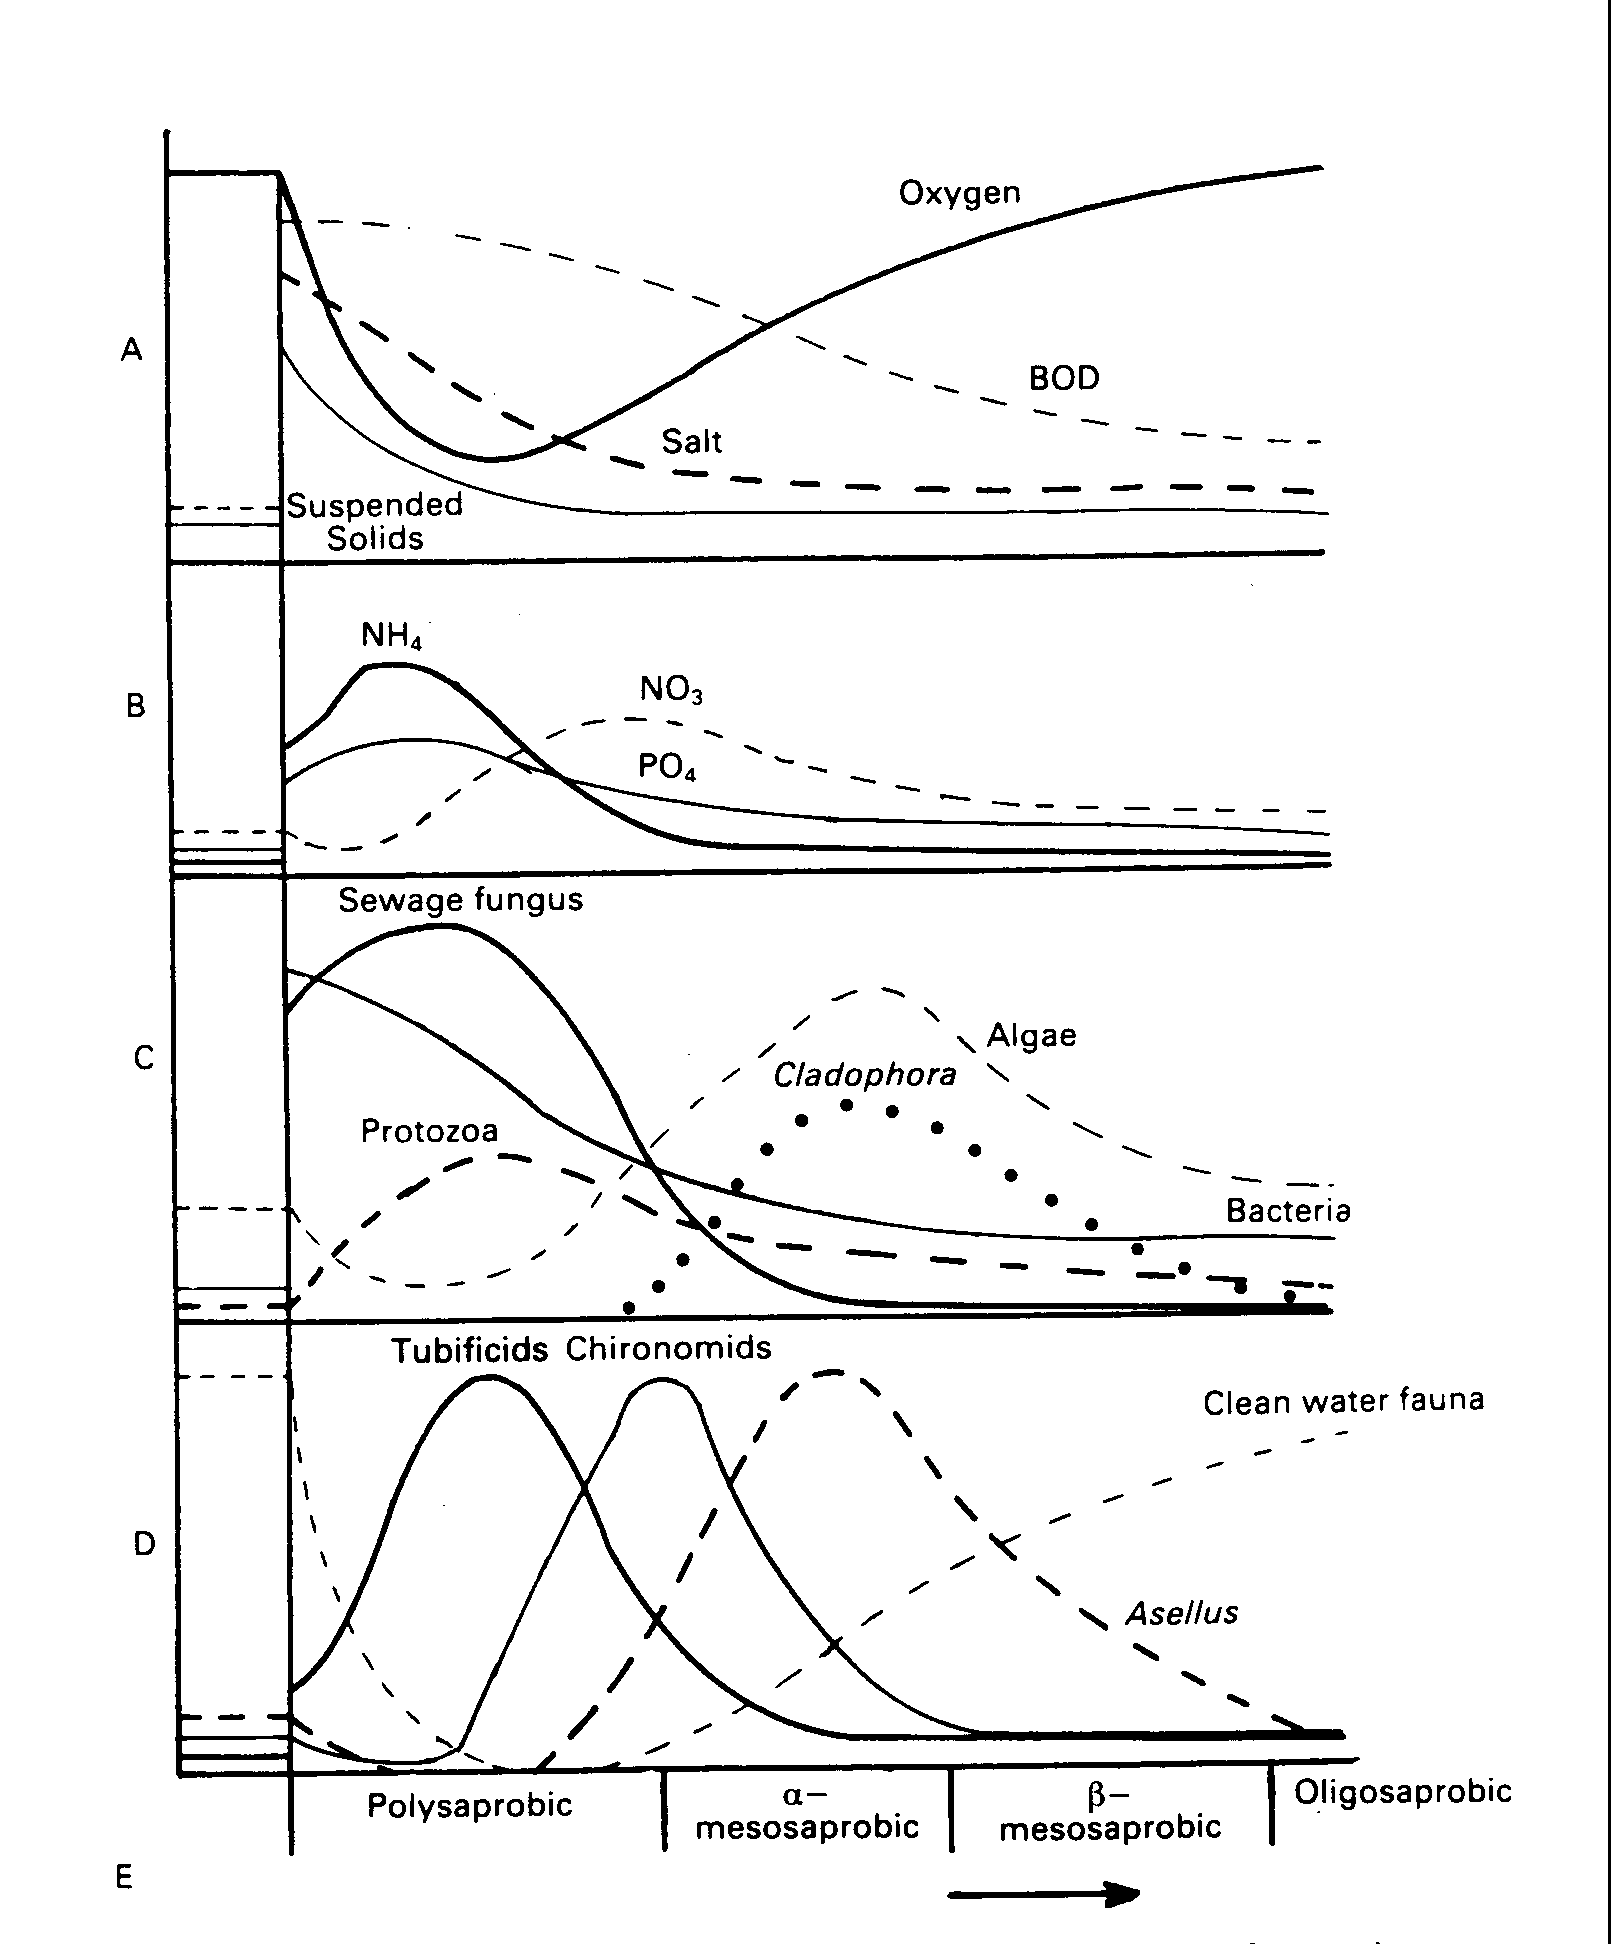 Oxygen
A
BOD
Salt
Suspended
Solids
NH₄
B
NO₃
PO₄
Sewage fungus
C
Algae
Cladophora
Protozoa
Bacteria
Tubificids Chironomids
Clean water fauna
D
Asellus
Polysaprobic
α–
mesosaprobic
β–
mesosaprobic
Oligosaprobic
E